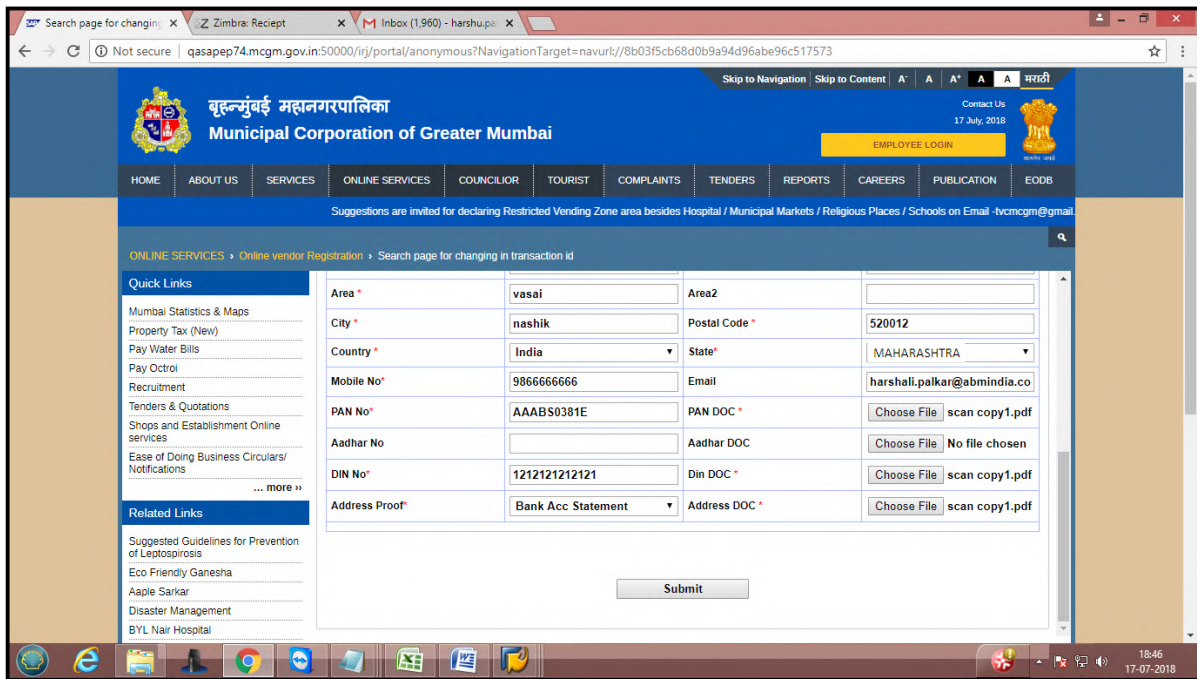 Search page for changing
Zimbra: Reciept
Inbox (1,960) - harshu.pa
Not secure | qasapep74.mcgm.gov.in:50000/irj/portal/anonymous?NavigationTarget=navurl://8b03f5cb68d0b9a94d96abe96c517573
Skip to Navigation Skip to Content A- A A+ A A मराठी
बृहन्मुंबई महानगरपालिका
Municipal Corporation of Greater Mumbai
Contact Us
17 July, 2018
EMPLOYEE LOGIN
सत्यमेव जयते
HOME ABOUT US SERVICES ONLINE SERVICES COUNCILIOR TOURIST COMPLAINTS TENDERS REPORTS CAREERS PUBLICATION EODB
Suggestions are invited for declaring Restricted Vending Zone area besides Hospital / Municipal Markets / Religious Places / Schools on Email -tvcmcgm@gmail.
ONLINE SERVICES › Online vendor Registration › Search page for changing in transaction id
Quick Links
Mumbai Statistics & Maps
Property Tax (New)
Pay Water Bills
Pay Octroi
Recruitment
Tenders & Quotations
Shops and Establishment Online
services
Ease of Doing Business Circulars/
Notifications
... more ››
Related Links
Suggested Guidelines for Prevention
of Leptospirosis
Eco Friendly Ganesha
Aaple Sarkar
Disaster Management
BYL Nair Hospital
Area * vasai Area2
City * nashik Postal Code * 520012
Country * India State* MAHARASHTRA
Mobile No* 9866666666 Email harshali.palkar@abmindia.co
PAN No* AAABS0381E PAN DOC * Choose File scan copy1.pdf
Aadhar No Aadhar DOC Choose File No file chosen
DIN No* 1212121212121 Din DOC * Choose File scan copy1.pdf
Address Proof* Bank Acc Statement Address DOC * Choose File scan copy1.pdf
Submit
18:46
17-07-2018